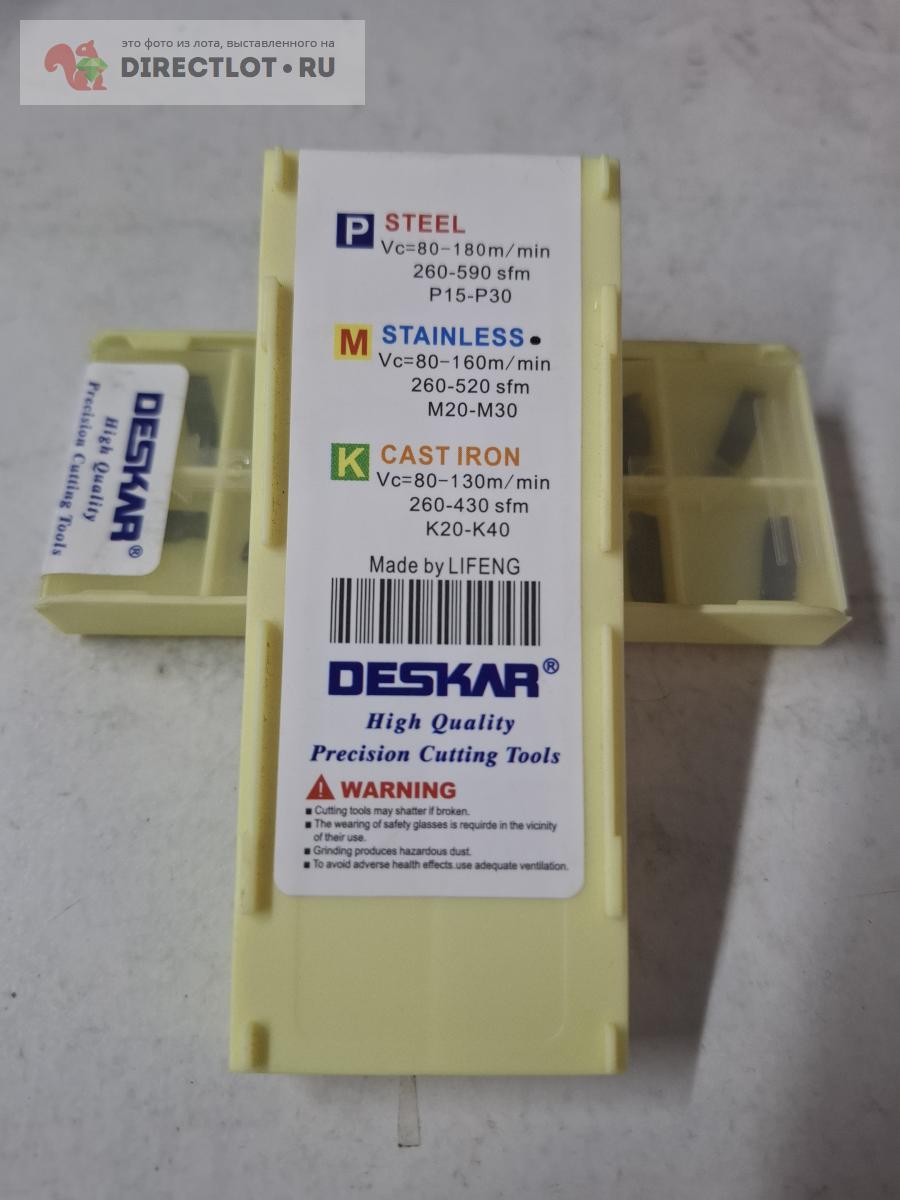 это фото из лота, выставленного на
DIRECTLOT•RU
P STEEL
Vc=80-180m/min
260-590 sfm
P15-P30
M STAINLESS
Vc=80-160m/min
260-520 sfm
M20-M30
K CAST IRON
Vc=80-130m/min
260-430 sfm
K20-K40
Made by LIFENG
DESKAR®
High Quality
Precision Cutting Tools
WARNING
■ Cutting tools may shatter if broken.
■ The wearing of safety glasses is requirde in the vicinity
of their use.
■ Grinding produces hazardous dust.
■ To avoid adverse health effects.use adequate ventilation.
DESKAR®
High Quality
Precision Cutting Tools